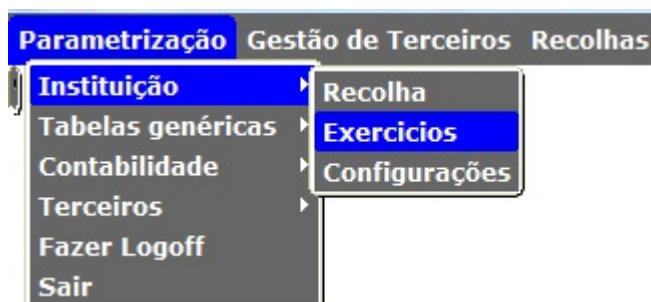 Parametrização Gestão de Terceiros Recolhas
Instituição
Tabelas genéricas
Contabilidade
Terceiros
Fazer Logoff
Sair
Recolha
Exercicios
Configurações